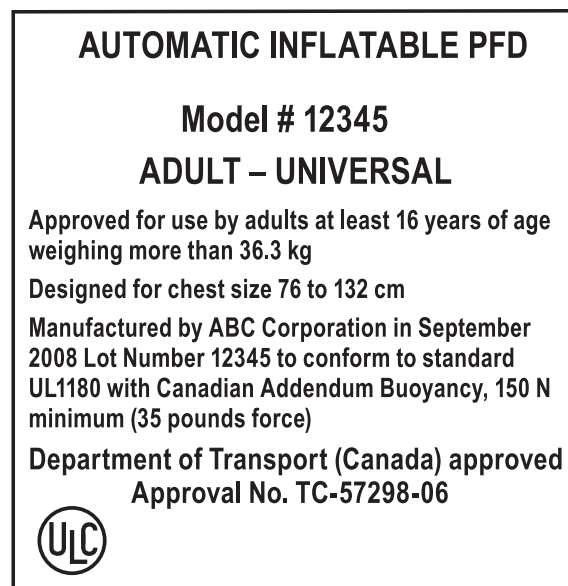 AUTOMATIC INFLATABLE PFD
Model # 12345
ADULT – UNIVERSAL
Approved for use by adults at least 16 years of age
weighing more than 36.3 kg
Designed for chest size 76 to 132 cm
Manufactured by ABC Corporation in September
2008 Lot Number 12345 to conform to standard
UL1180 with Canadian Addendum Buoyancy, 150 N
minimum (35 pounds force)
Department of Transport (Canada) approved
Approval No. TC-57298-06
ULC